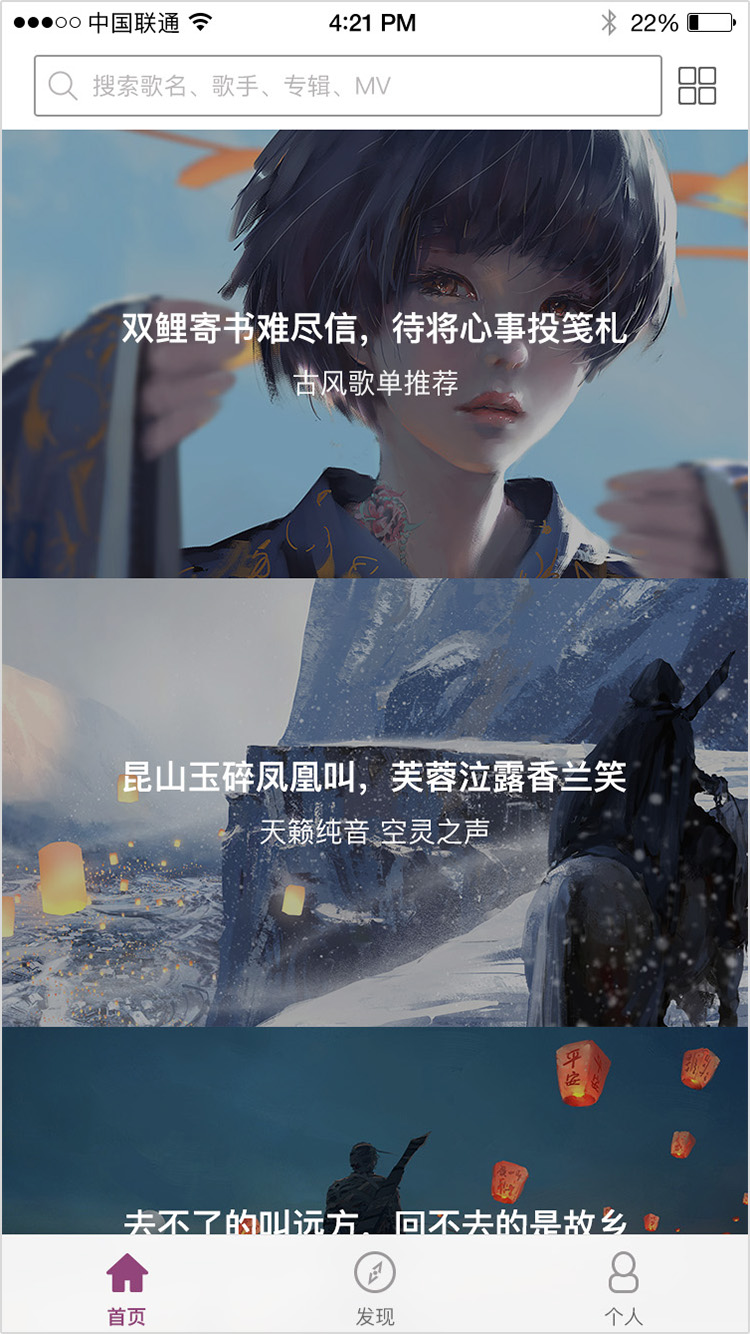 中国联通
4:21 PM
22%
搜索歌名、歌手、专辑、MV
双鲤寄书难尽信，待将心事投笺札
古风歌单推荐
昆山玉碎凤凰叫，芙蓉泣露香兰笑
天籁纯音 空灵之声
平安
去不了的叫远方，回不去的是故乡
首页
发现
个人